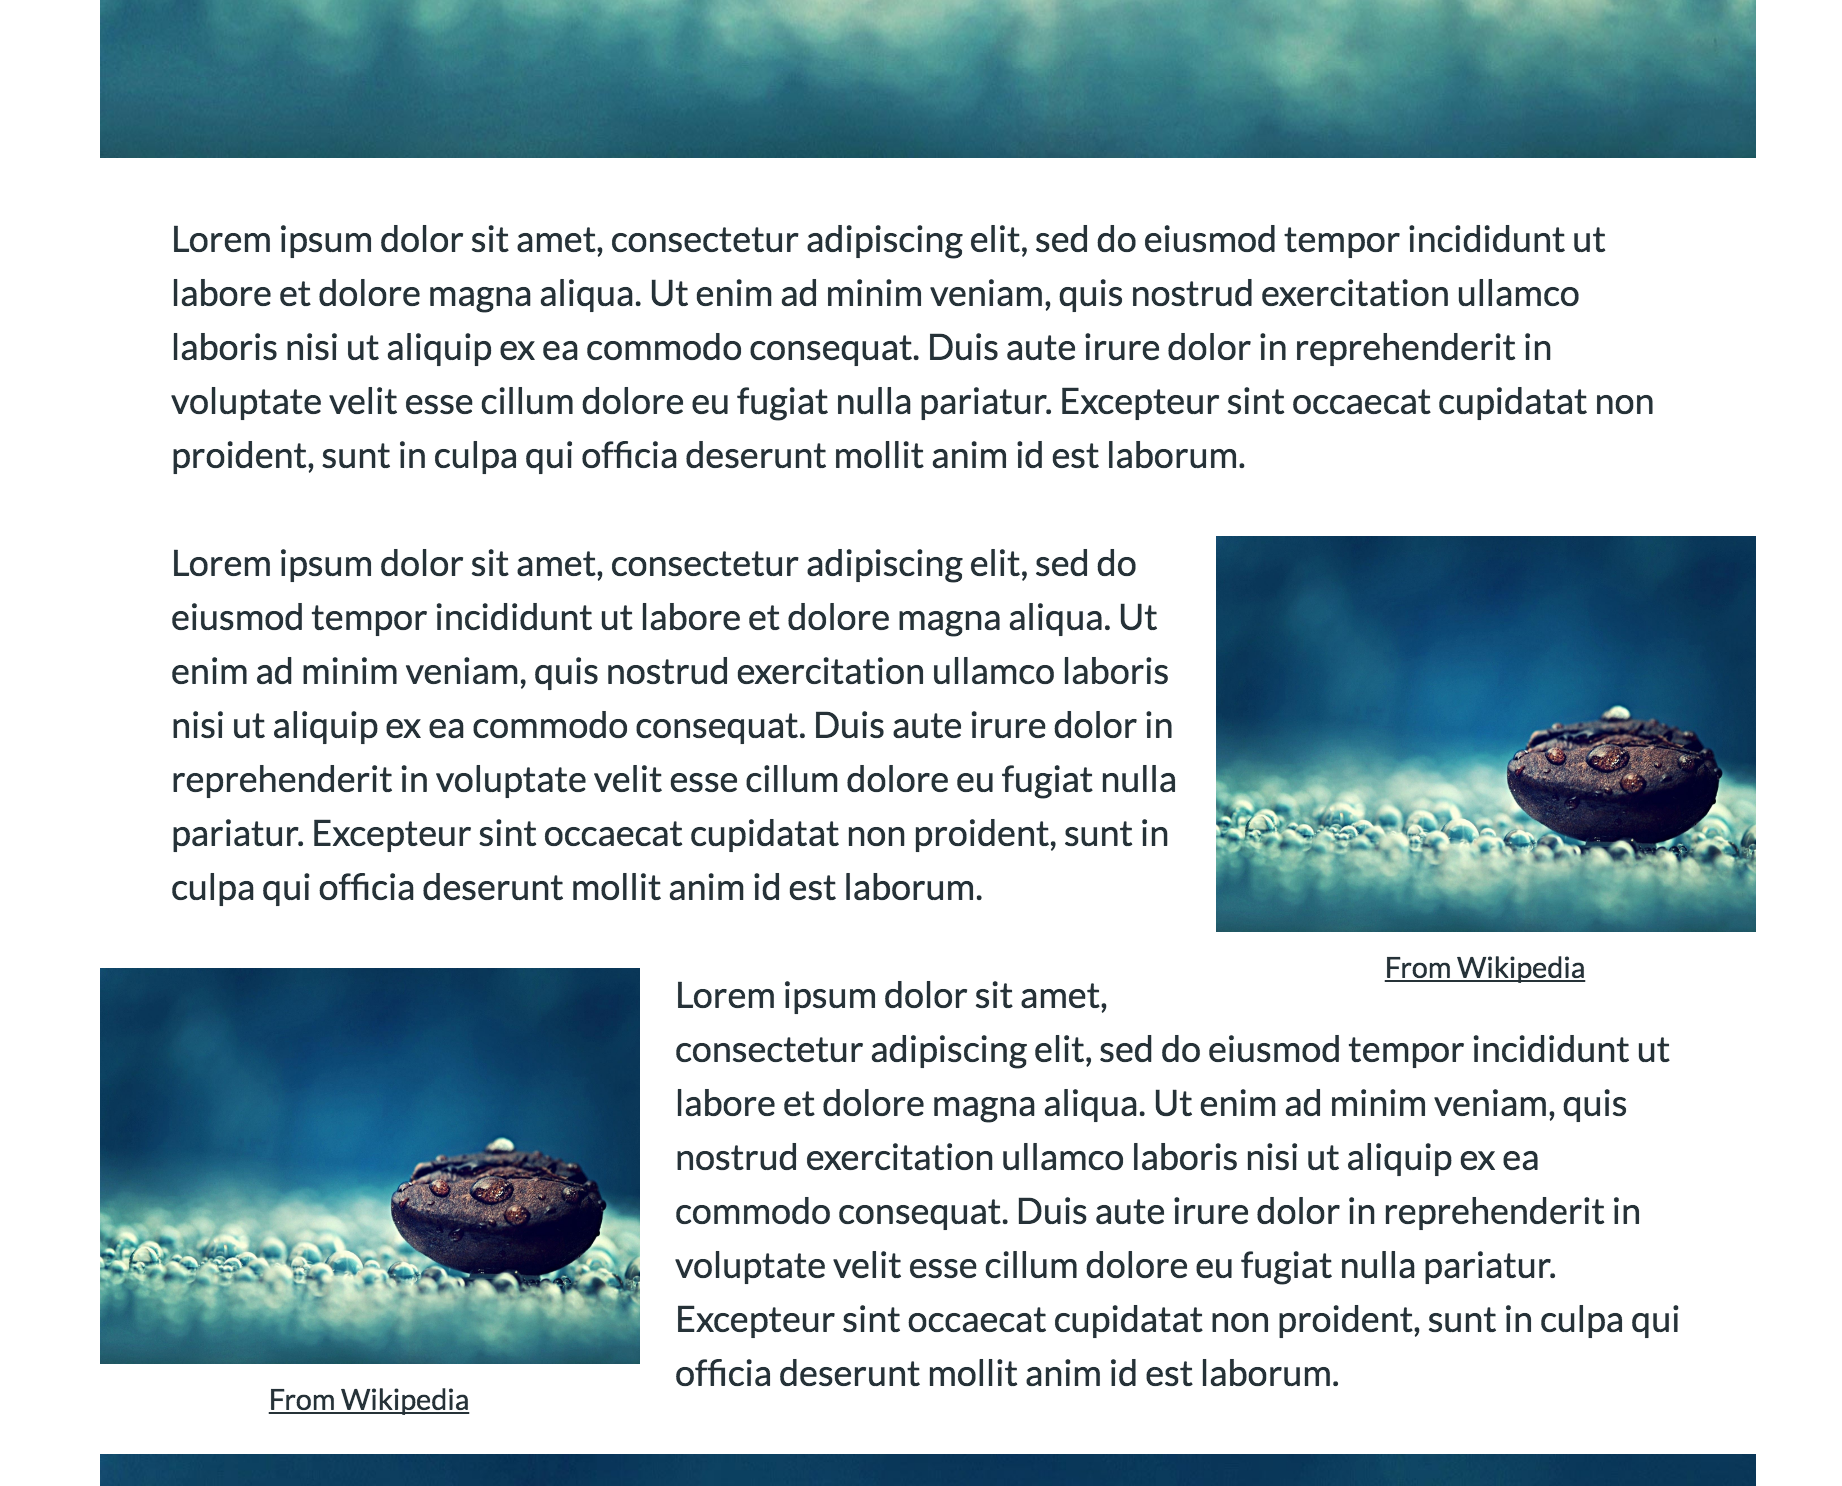 Lorem ipsum dolor sit amet, consectetur adipiscing elit, sed do eiusmod tempor incididunt ut
labore et dolore magna aliqua. Ut enim ad minim veniam, quis nostrud exercitation ullamco
laboris nisi ut aliquip ex ea commodo consequat. Duis aute irure dolor in reprehenderit in
voluptate velit esse cillum dolore eu fugiat nulla pariatur. Excepteur sint occaecat cupidatat non
proident, sunt in culpa qui officia deserunt mollit anim id est laborum.
Lorem ipsum dolor sit amet, consectetur adipiscing elit, sed do
eiusmod tempor incididunt ut labore et dolore magna aliqua. Ut
enim ad minim veniam, quis nostrud exercitation ullamco laboris
nisi ut aliquip ex ea commodo consequat. Duis aute irure dolor in
reprehenderit in voluptate velit esse cillum dolore eu fugiat nulla
pariatur. Excepteur sint occaecat cupidatat non proident, sunt in
culpa qui officia deserunt mollit anim id est laborum.
From Wikipedia
Lorem ipsum dolor sit amet,
consectetur adipiscing elit, sed do eiusmod tempor incididunt ut
labore et dolore magna aliqua. Ut enim ad minim veniam, quis
nostrud exercitation ullamco laboris nisi ut aliquip ex ea
commodo consequat. Duis aute irure dolor in reprehenderit in
voluptate velit esse cillum dolore eu fugiat nulla pariatur.
Excepteur sint occaecat cupidatat non proident, sunt in culpa qui
officia deserunt mollit anim id est laborum.
From Wikipedia